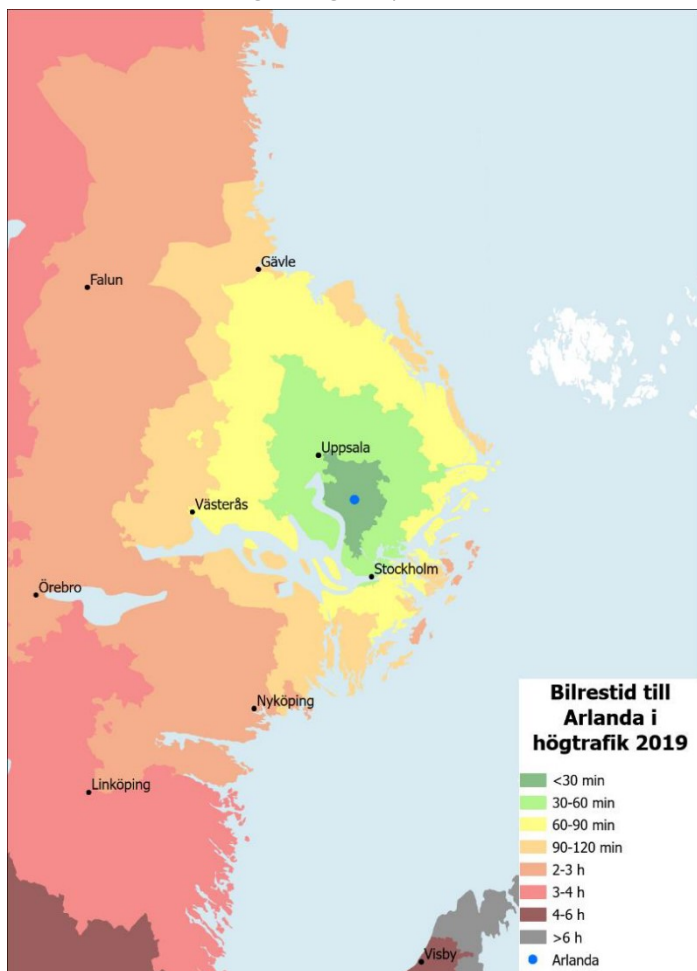 Gävle
Falun
Uppsala
Västerås
Stockholm
Örebro
Nyköping
Linköping
Visby
Bilrestid till
Arlanda i
högtrafik 2019
<30 min
30-60 min
60-90 min
90-120 min
2-3 h
3-4 h
4-6 h
>6 h
Arlanda